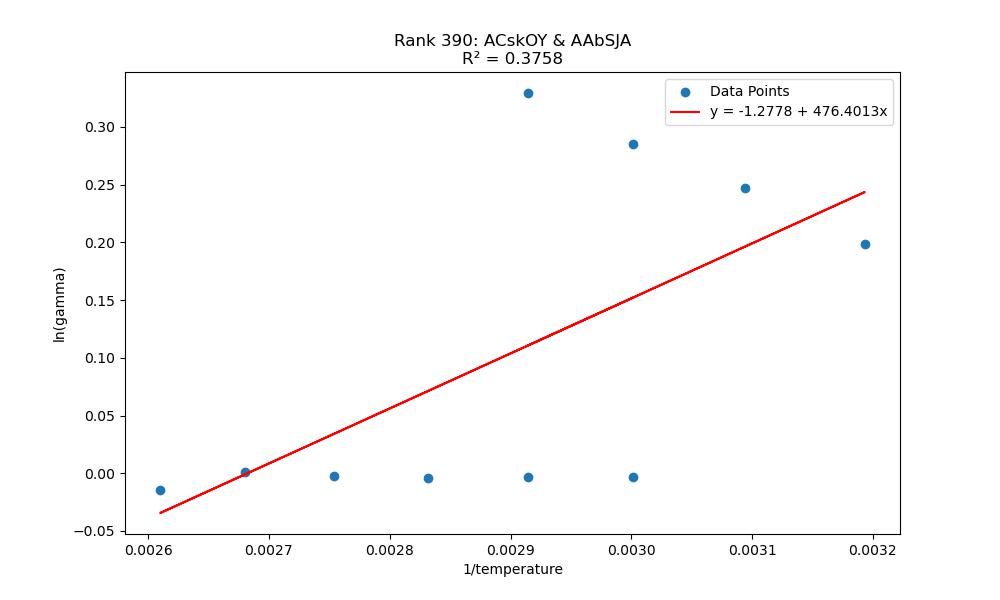 Rank 390: ACskOY & AAbSJA
R² = 0.3758
Data Points
y = -1.2778 + 476.4013x
0.30
0.25
0.20
0.15
0.10
0.05
0.00
−0.05
ln(gamma)
0.0026 0.0027 0.0028 0.0029 0.0030 0.0031 0.0032
1/temperature